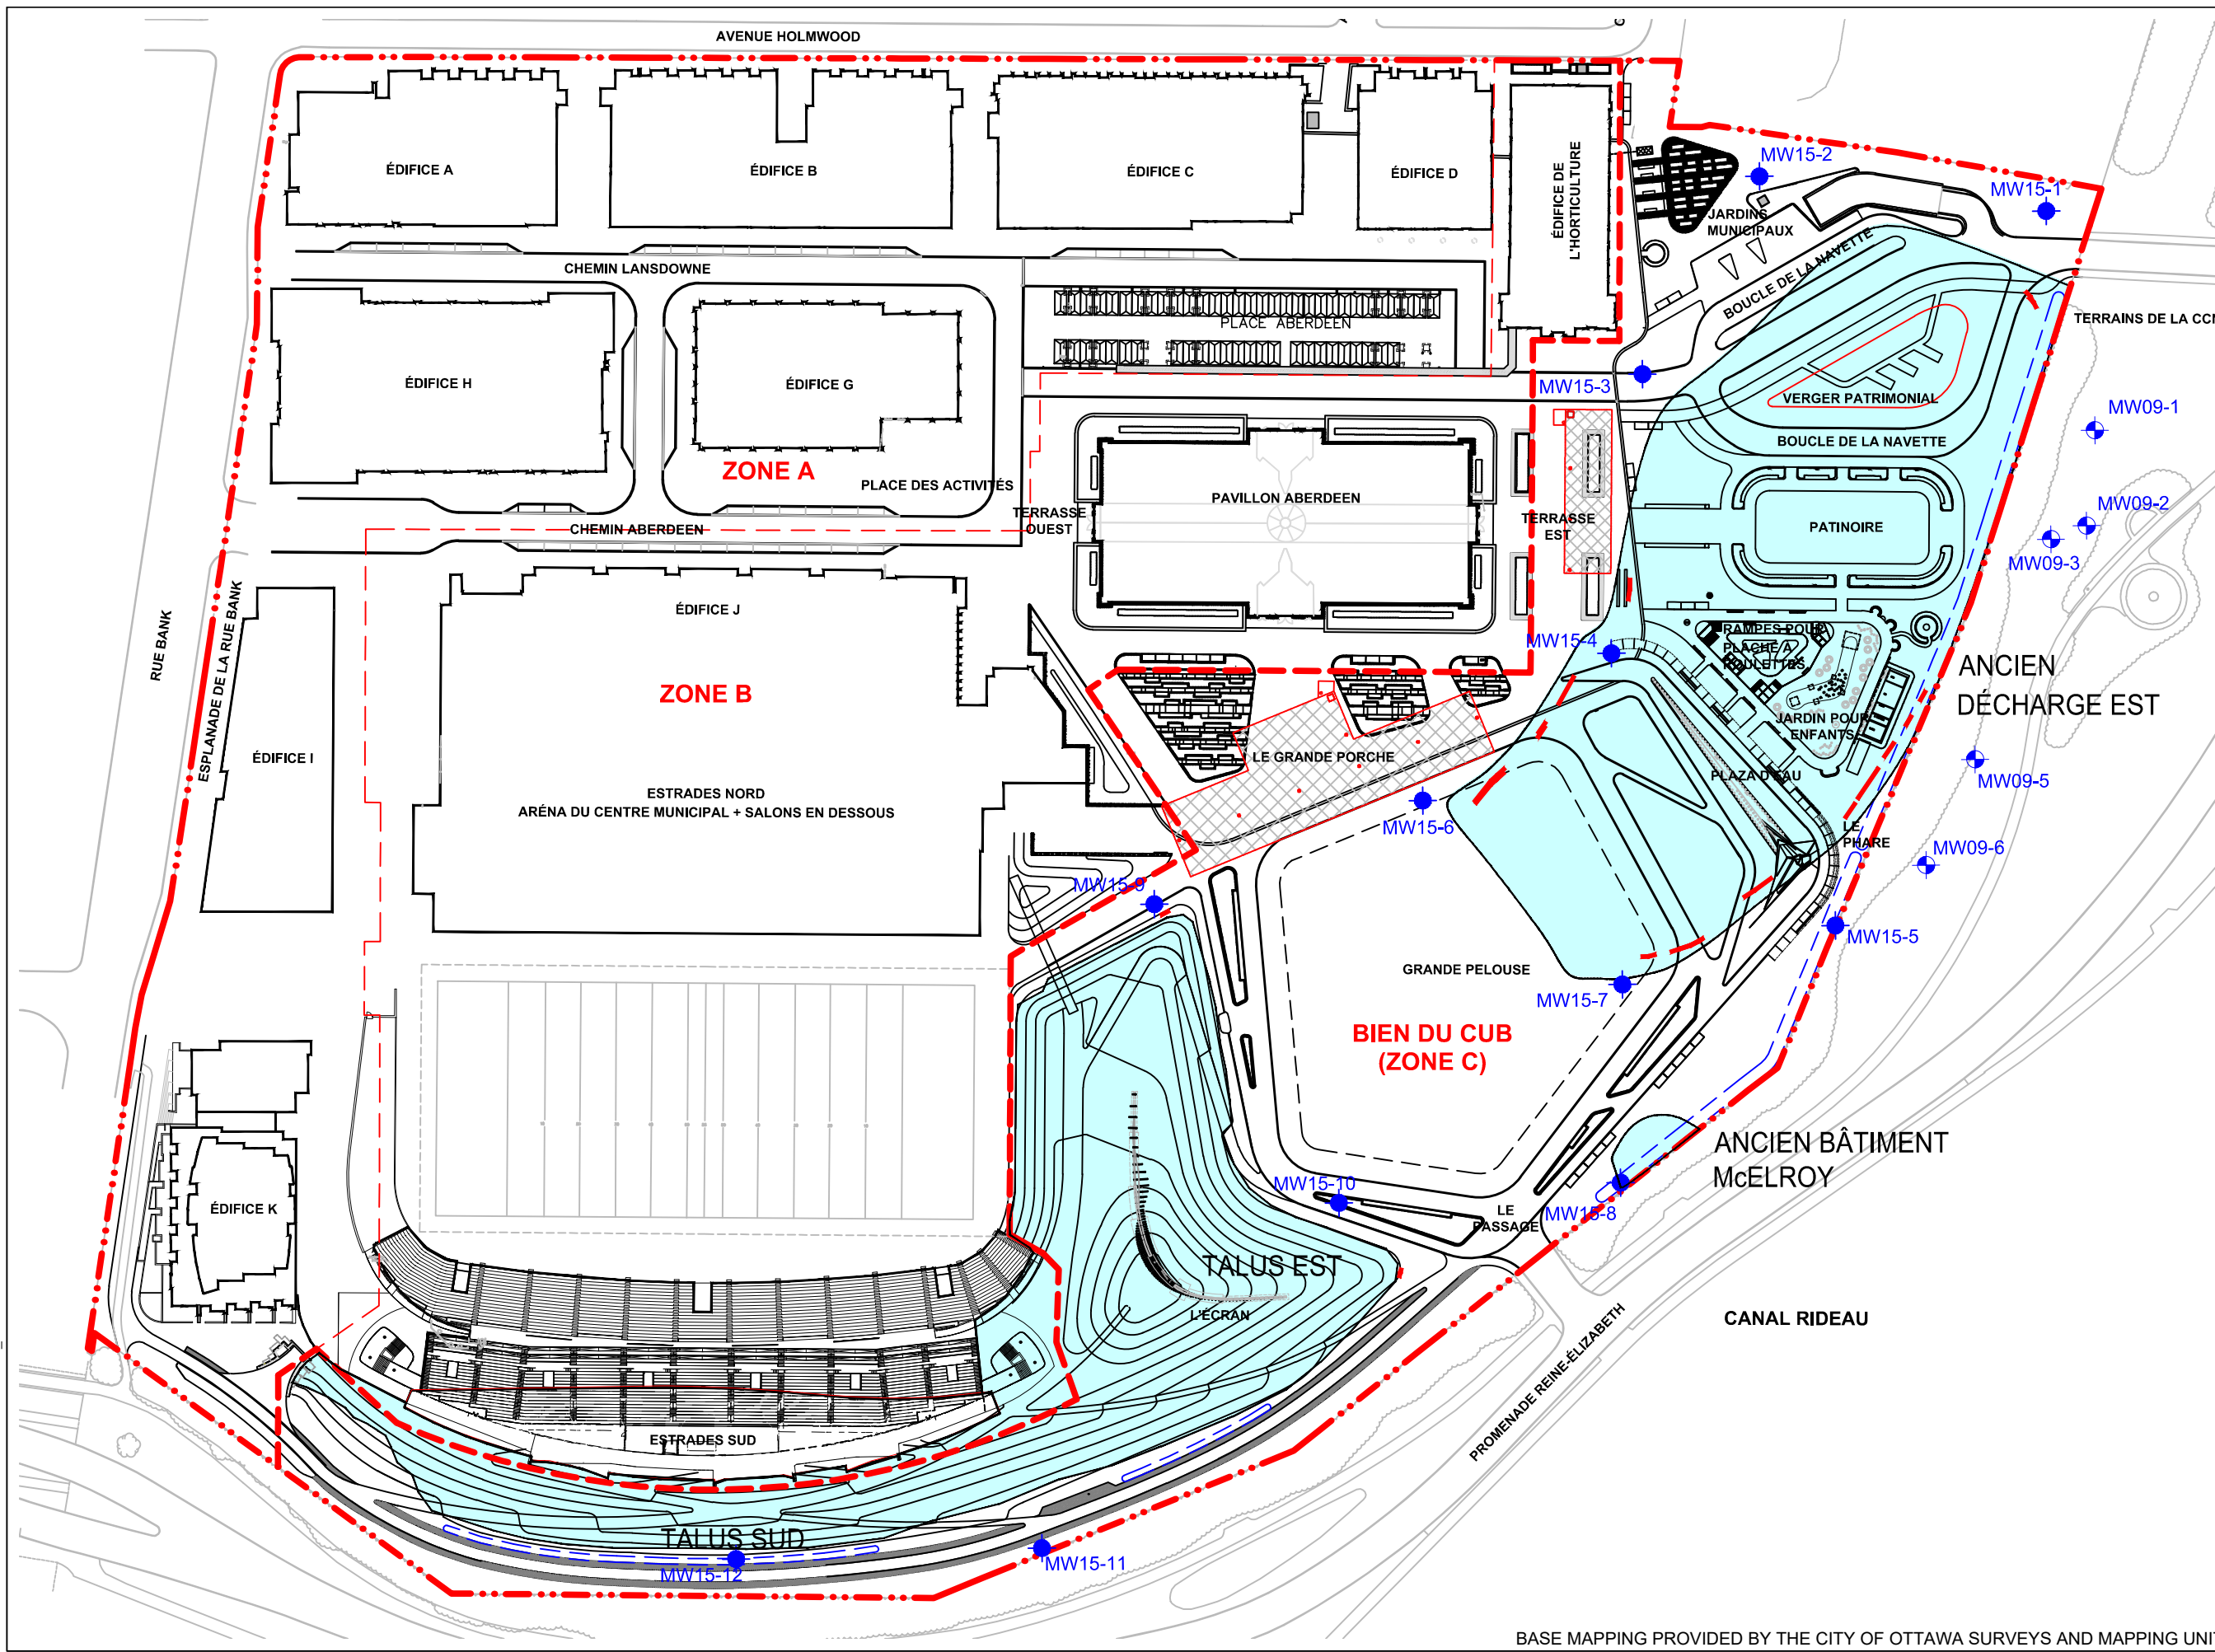 AVENUE HOLMWOOD
ÉDIFICE A
ÉDIFICE B
ÉDIFICE C
ÉDIFICE D
ÉDIFICE DE
L'HORTICULTURE
MW15-2
MW15-1
JARDINS
MUNICIPAUX
BOUCLE DE LA NAVETTE
CHEMIN LANSDOWNE
PLACE ABERDEEN
TERRAINS DE LA CCN
ÉDIFICE H
ÉDIFICE G
MW15-3
VERGER PATRIMONIAL
MW09-1
BOUCLE DE LA NAVETTE
ZONE A
PLACE DES ACTIVITÉS
PAVILLON ABERDEEN
TERRASSE
OUEST
TERRASSE
EST
PATINOIRE
MW09-2
MW09-3
CHEMIN ABERDEEN
RUE BANK
ESPLANADE DE LA RUE BANK
ÉDIFICE J
MW15-4
RAMPES POUR
PLACHE À
ROULETTES
ANCIEN
DÉCHARGE EST
ZONE B
JARDIN POUR
ENFANTS
ÉDIFICE I
LE GRANDE PORCHE
PLAZA D'EAU
MW09-5
ESTRADES NORD
ARÉNA DU CENTRE MUNICIPAL + SALONS EN DESSOUS
MW15-6
LE
PHARE
MW09-6
MW15-9
MW15-5
GRANDE PELOUSE
MW15-7
BIEN DU CUB
(ZONE C)
ANCIEN BÂTIMENT
McELROY
ÉDIFICE K
MW15-10
LE
PASSAGE
MW15-8
TALUS EST
L'ÉCRAN
CANAL RIDEAU
PROMENADE REINE-ÉLIZABETH
ESTRADES SUD
TALUS SUD
MW15-12
MW15-11
BASE MAPPING PROVIDED BY THE CITY OF OTTAWA SURVEYS AND MAPPING UNIT